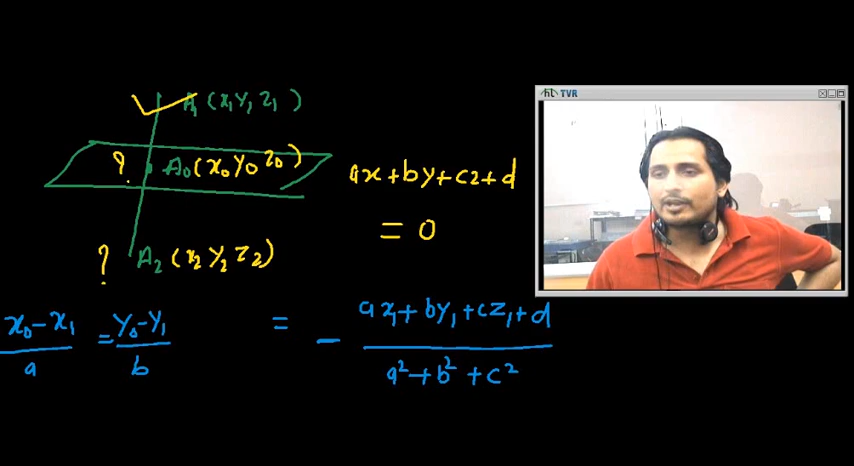 A₁ (x₁ y₁ z₁)
? A₀ (x₀ y₀ z₀)
ax+by+cz+d
= 0
? A₂ (x₂ y₂ z₂)
x₀-x₁/a = y₀-y₁/b = - ax₁+by₁+cz₁+d/a²+b²+c²
TVR